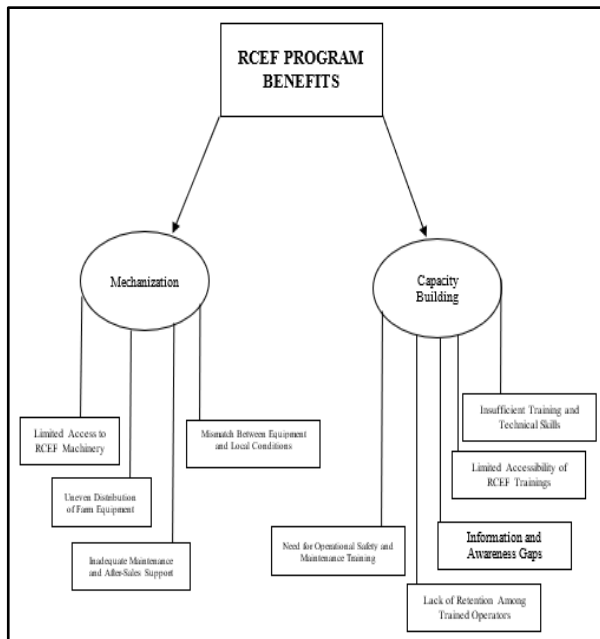 RCEF PROGRAM
BENEFITS
Mechanization
Capacity
Building
Limited Access to
RCEF Machinery
Mismatch Between Equipment
and Local Conditions
Uneven Distribution
of Farm Equipment
Inadequate Maintenance
and After-Sales Support
Insufficient Training and
Technical Skills
Limited Accessibility of
RCEF Trainings
Need for Operational Safety and
Maintenance Training
Information and
Awareness Gaps
Lack of Retention Among
Trained Operators